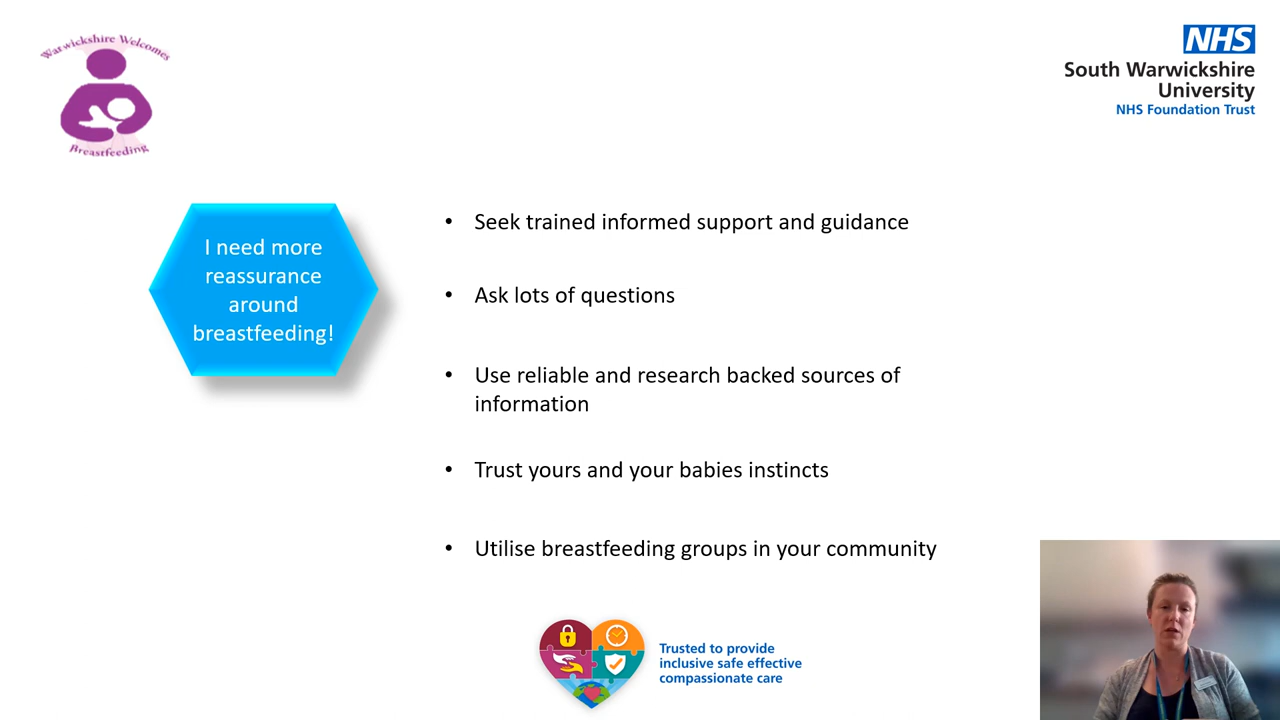 Warwickshire Welcomes
Breastfeeding
NHS
South Warwickshire
University
NHS Foundation Trust
I need more
reassurance
around
breastfeeding!
• Seek trained informed support and guidance
• Ask lots of questions
• Use reliable and research backed sources of
information
• Trust yours and your babies instincts
• Utilise breastfeeding groups in your community
Trusted to provide
inclusive safe effective
compassionate care